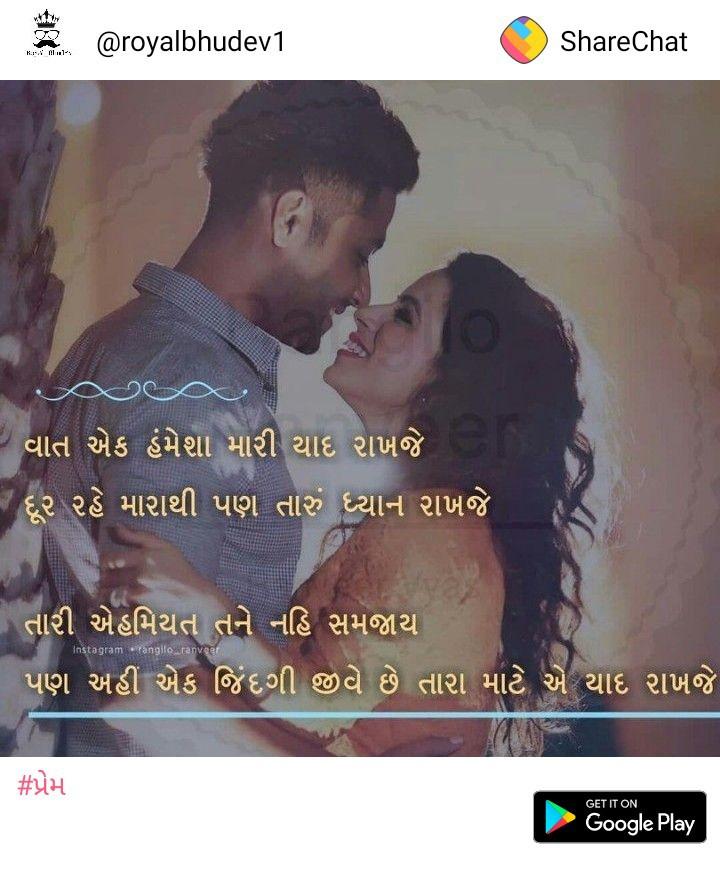 @royalbhudev1
ShareChat
વાત એક હંમેશા મારી યાદ રાખજે
દૂર રહે મારાથી પણ તારું ધ્યાન રાખજે
તારી એહમિયત તને નહિ સમજાય
Instagram • rangilo_ranveer
પણ અહીં એક જિંદગી જીવે છે તારા માટે એ યાદ રાખજે
#પ્રેમ
GET IT ON
Google Play